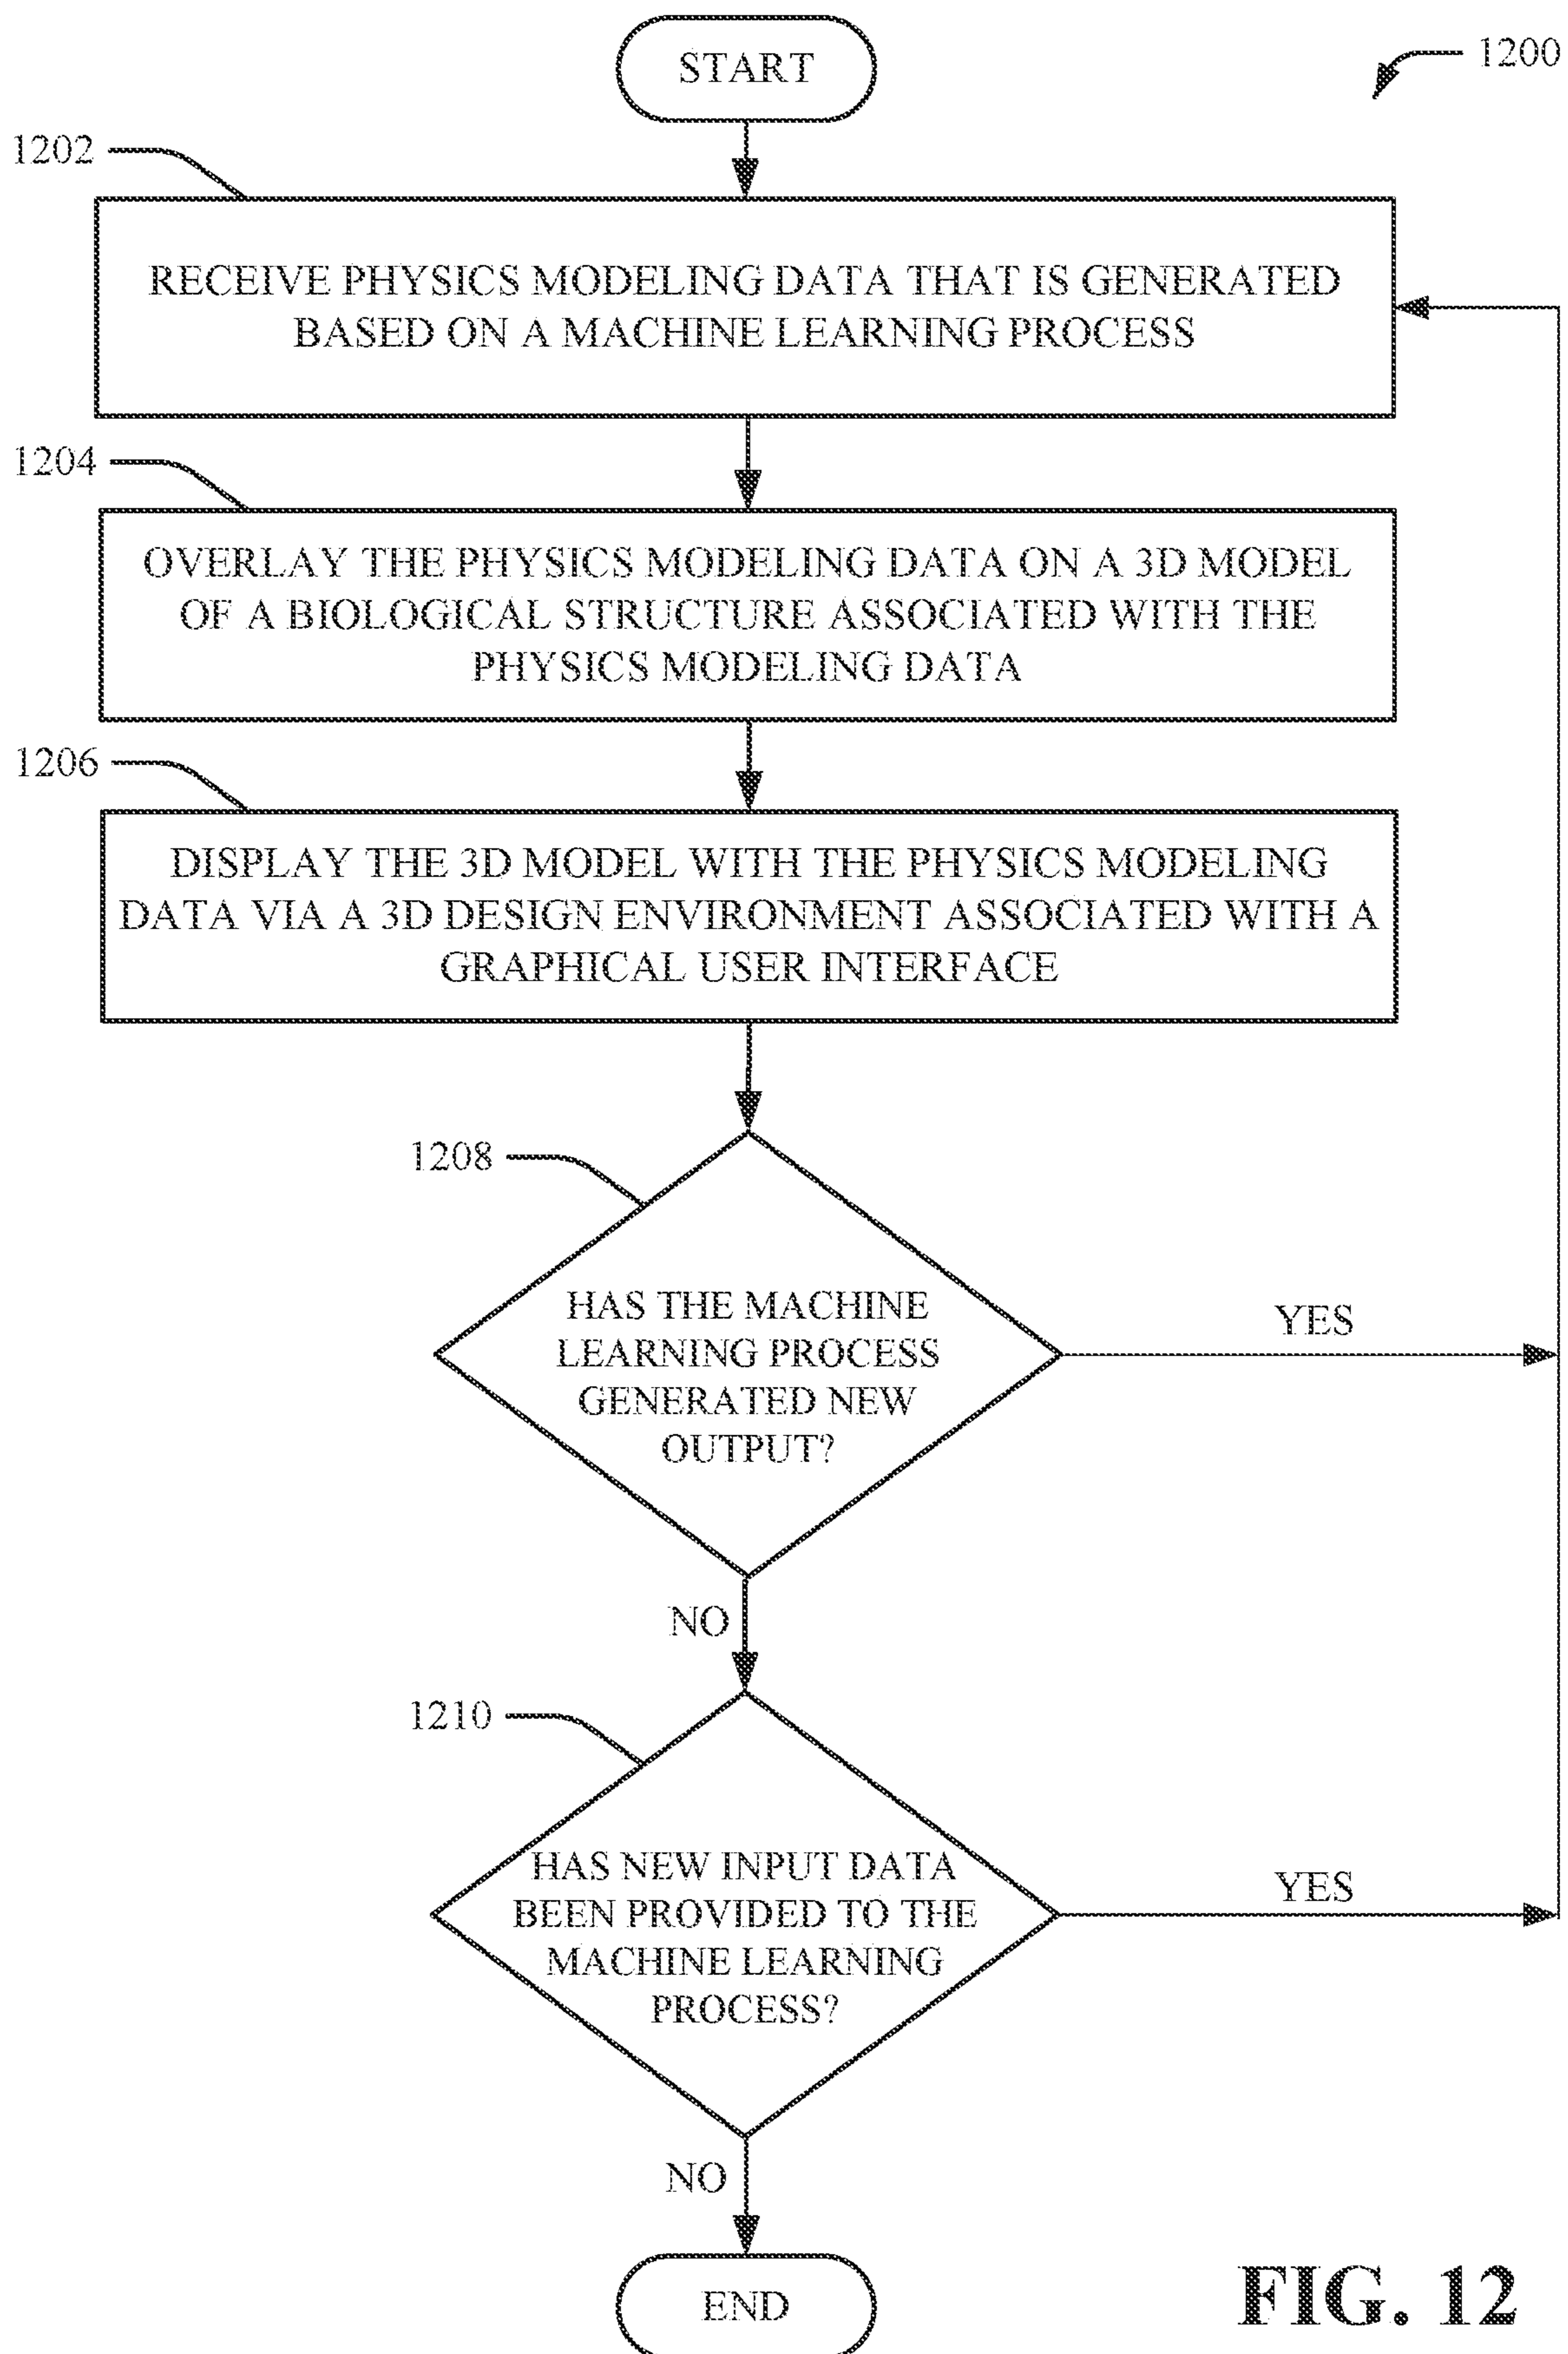 START
1200
1202
RECEIVE PHYSICS MODELING DATA THAT IS GENERATED
BASED ON A MACHINE LEARNING PROCESS
1204
OVERLAY THE PHYSICS MODELING DATA ON A 3D MODEL
OF A BIOLOGICAL STRUCTURE ASSOCIATED WITH THE
PHYSICS MODELING DATA
1206
DISPLAY THE 3D MODEL WITH THE PHYSICS MODELING
DATA VIA A 3D DESIGN ENVIRONMENT ASSOCIATED WITH A
GRAPHICAL USER INTERFACE
1208
HAS THE MACHINE
LEARNING PROCESS
GENERATED NEW
OUTPUT?
YES
NO
1210
HAS NEW INPUT DATA
BEEN PROVIDED TO THE
MACHINE LEARNING
PROCESS?
YES
NO
END
FIG. 12